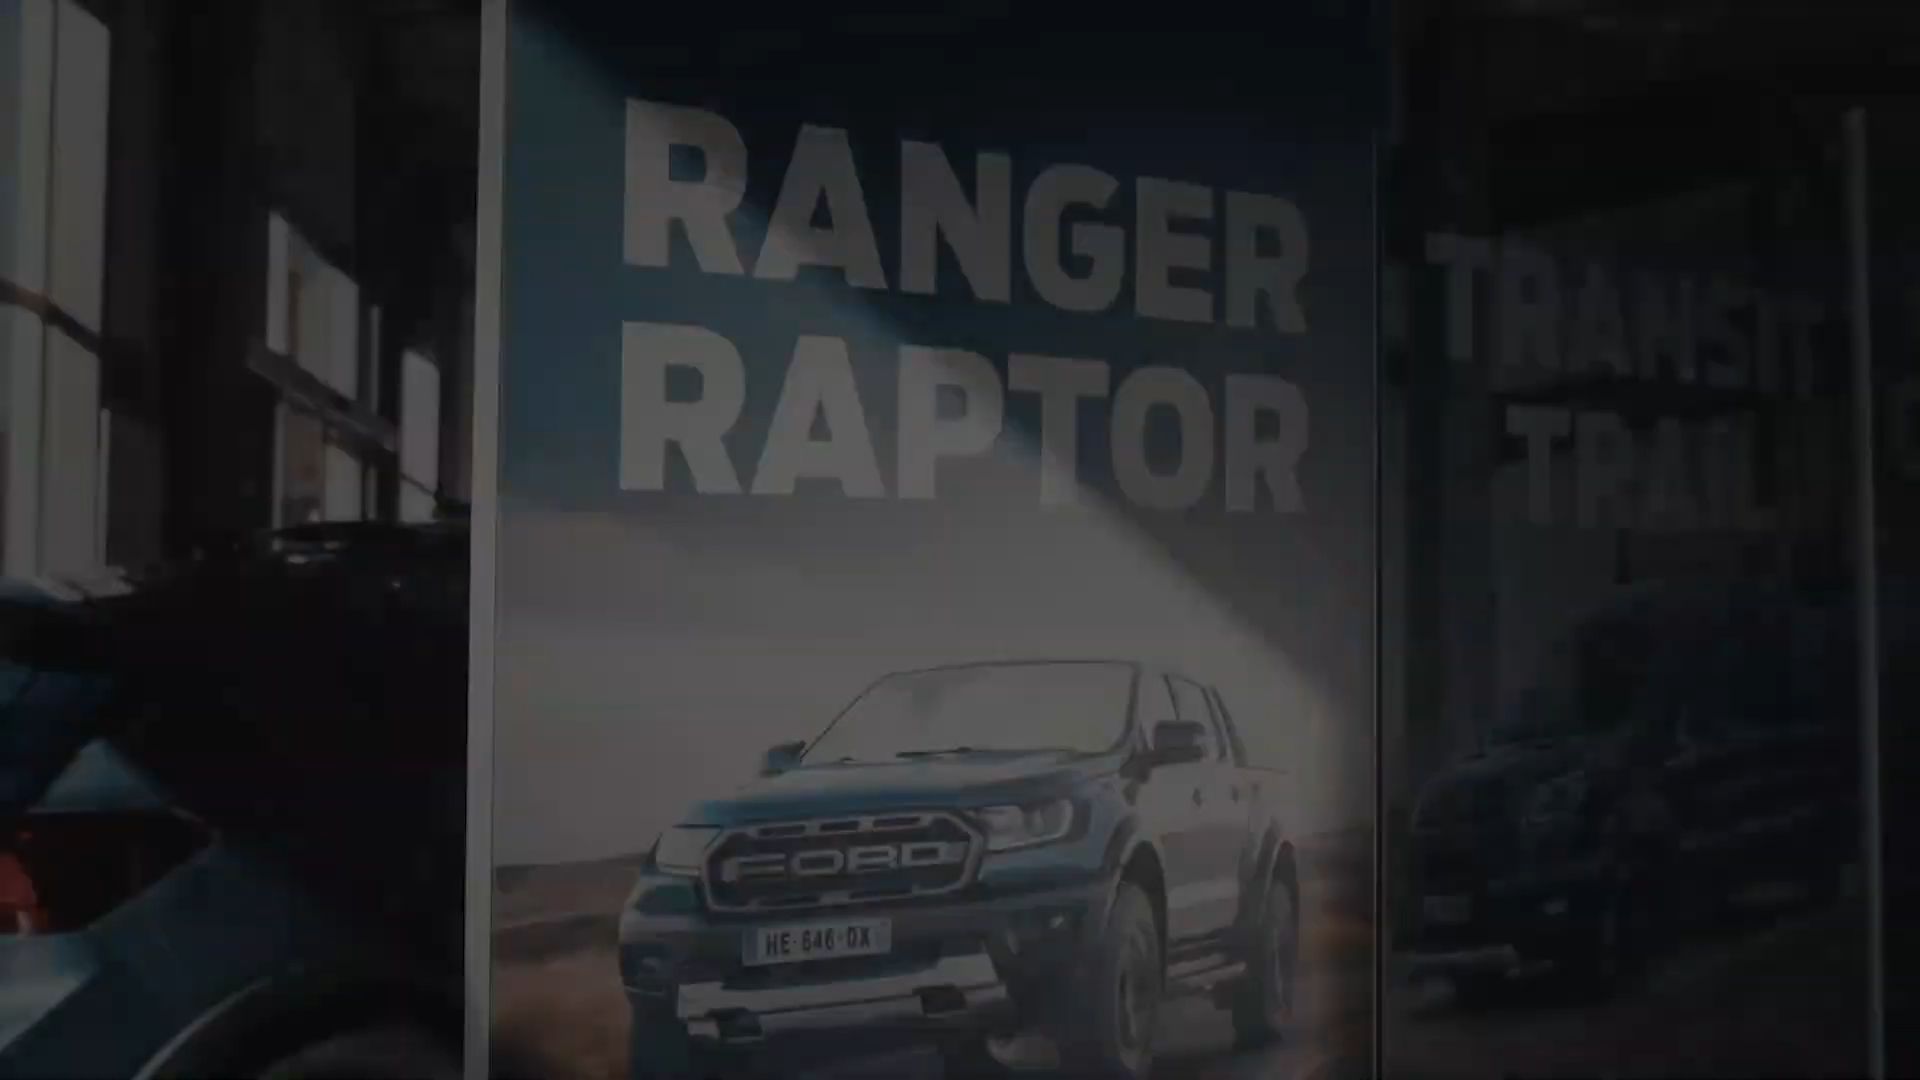 RANGER
RAPTOR
FORD
HE-646-DX
TRANSIT
TRAIL